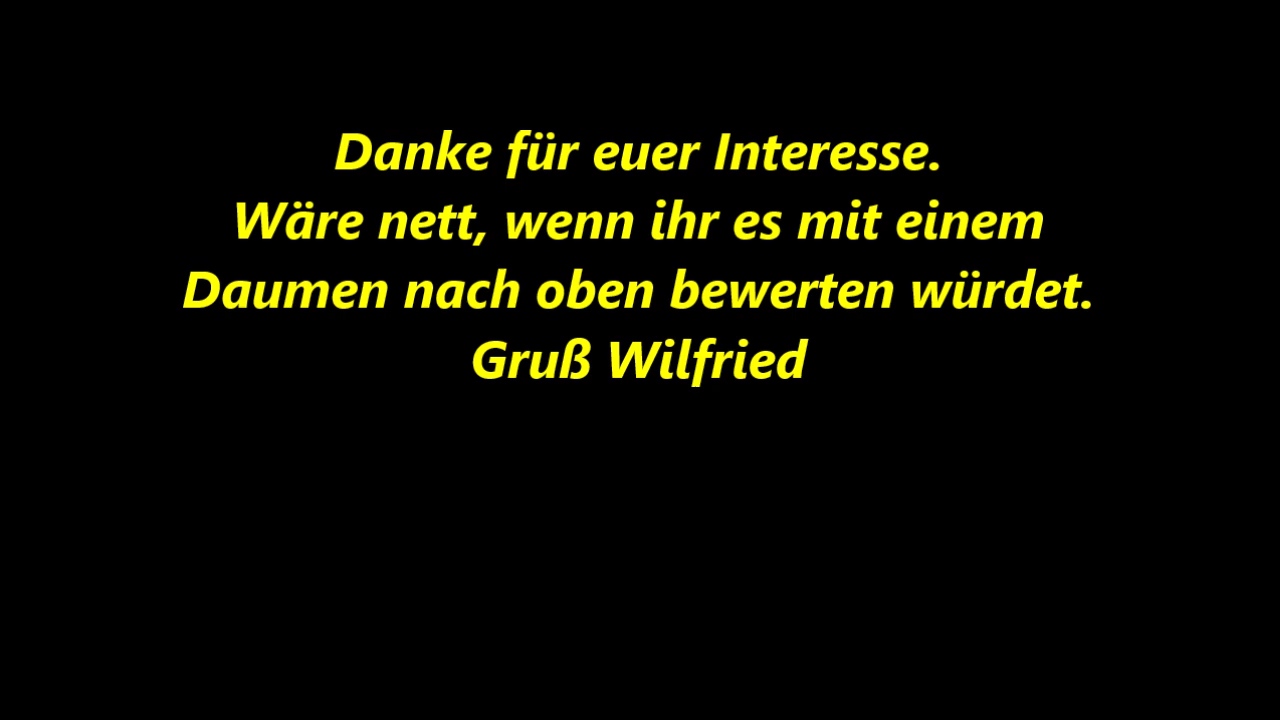 Danke für euer Interesse.
Wäre nett, wenn ihr es mit einem
Daumen nach oben bewerten würdet.
Gruß Wilfried